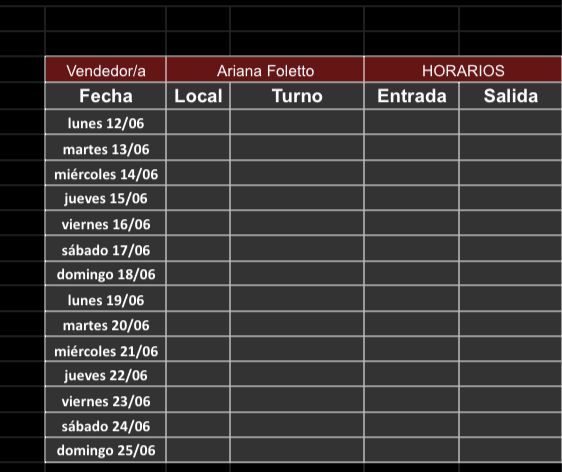 Vendedor/a Ariana Foletto HORARIOS
Fecha Local Turno Entrada Salida
lunes 12/06
martes 13/06
miércoles 14/06
jueves 15/06
viernes 16/06
sábado 17/06
domingo 18/06
lunes 19/06
martes 20/06
miércoles 21/06
jueves 22/06
viernes 23/06
sábado 24/06
domingo 25/06